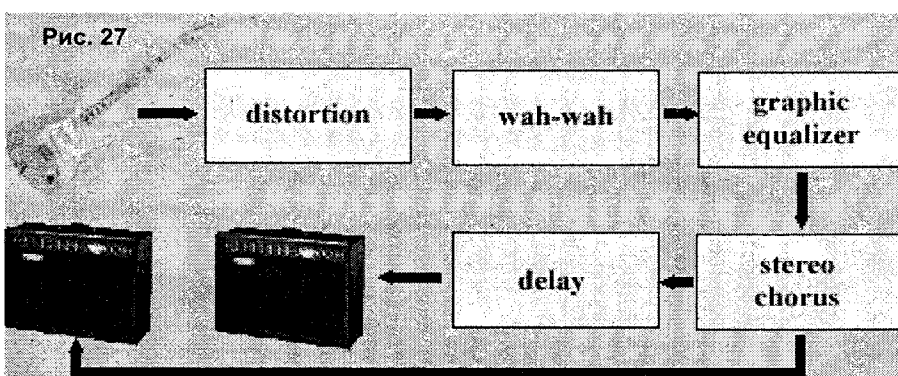 Рис. 27
distortion
wah-wah
graphic
equalizer
delay
stereo
chorus